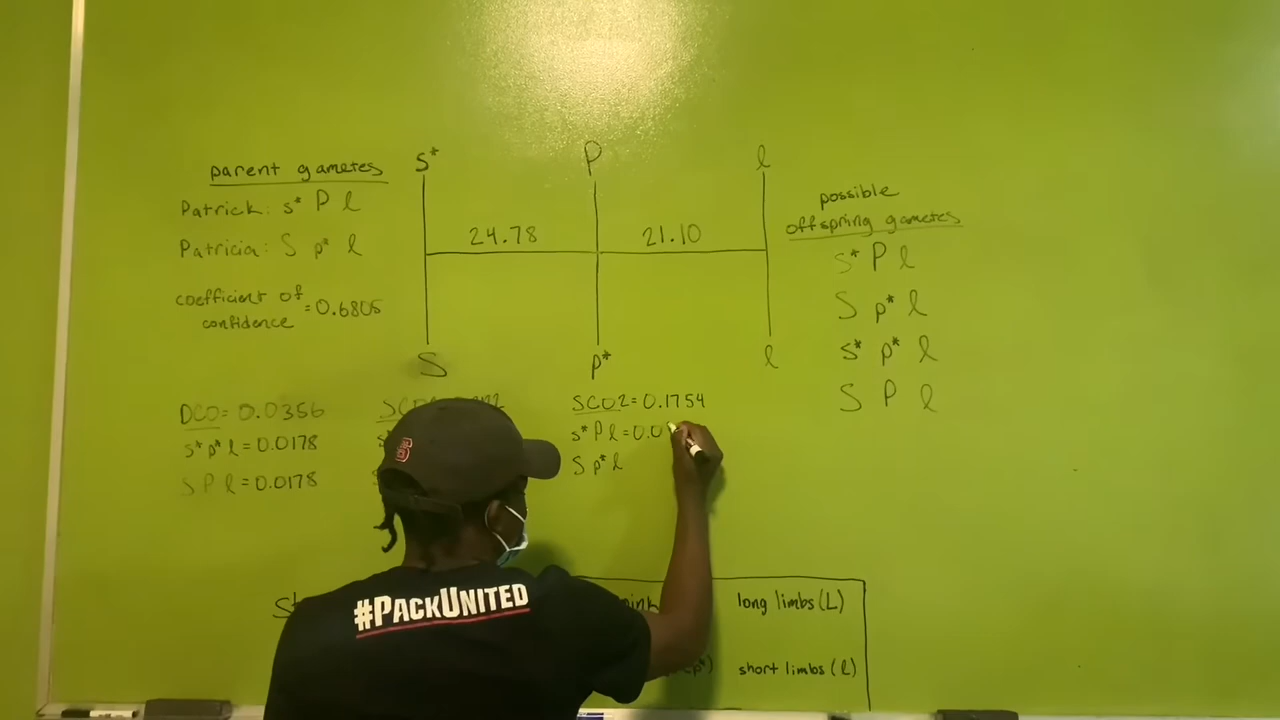 parent gametes
Patrick: s* P l
Patricia: S p* l
coefficient of
confidence = 0.6805
s* P l
24.78 21.10
S p* l
possible
offspring gametes
s* P l
S p* l
s* p* l
S P l
DCO = 0.0356
s* p* l = 0.0178
S P l = 0.0178
SCO2 = 0.1754
s* P l = 0.0
S p* l
long limbs (L)
short limbs (l)
#PACKUNITED
S